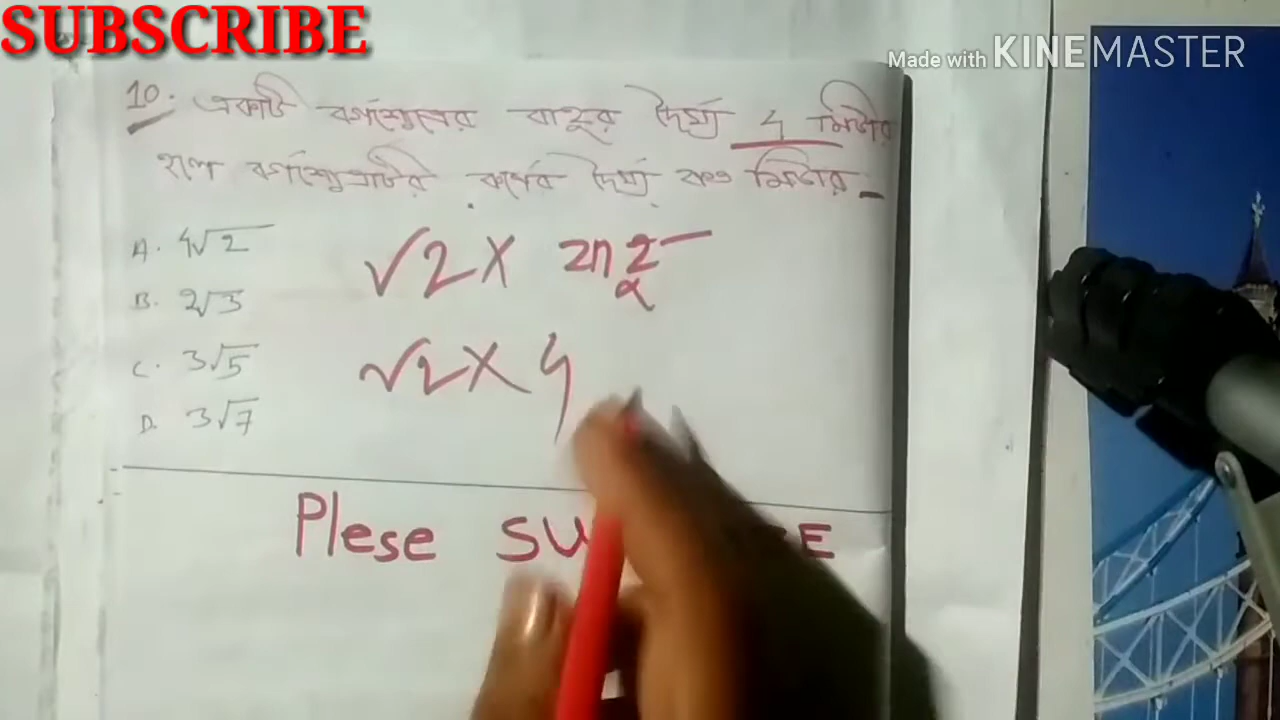 SUBSCRIBE
Made with KINEMASTER
10. একটি বর্গক্ষেত্রের বাহুর দৈর্ঘ্য 4 মিটার
হলে বর্গক্ষেত্রটির কর্ণের দৈর্ঘ্য কত মিটার
A. 4√2
B. 2√3
C. 3√5
D. 3√7
√2 X বাহু
√2 X 4
Plese